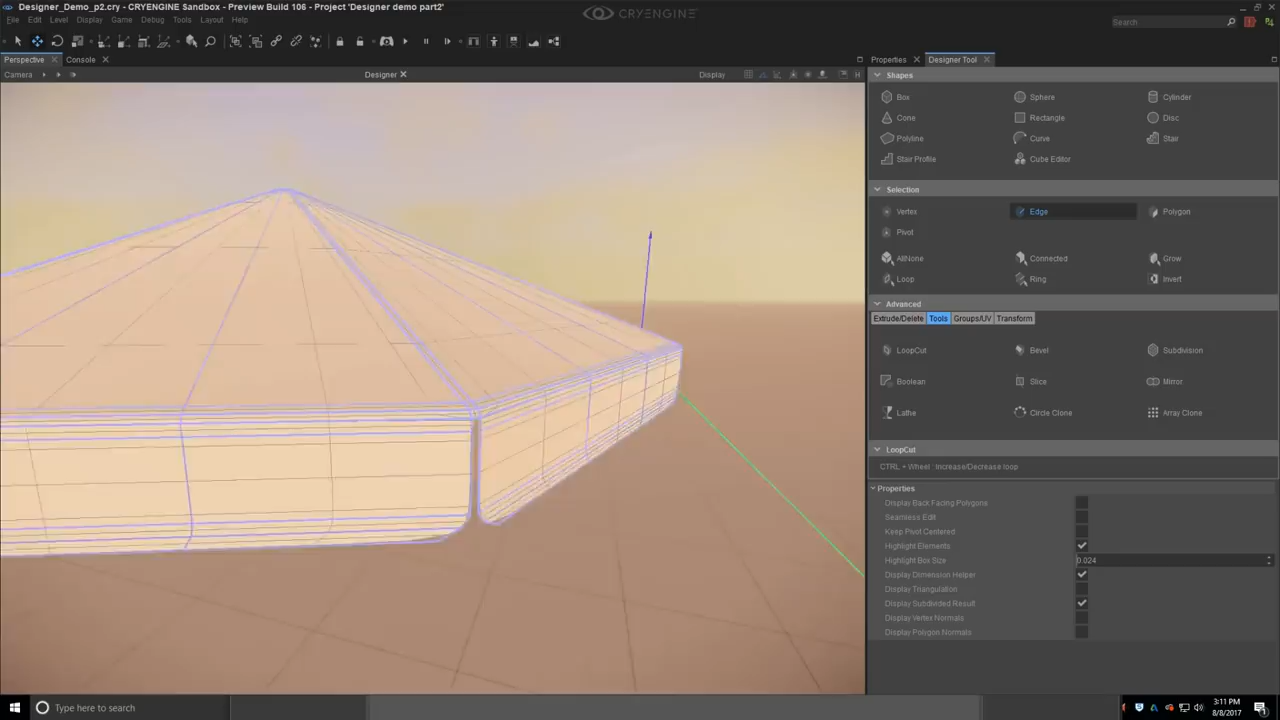 Designer_Demo_p2.cry - CRYENGINE Sandbox - Preview Build 106 - Project 'Designer demo part2'
CRYENGINE
File Edit Level Display Game Debug Tools Layout Help
Search
Perspective Console
Properties Designer Tool
Camera Designer Display H
Shapes
Box Sphere Cylinder
Cone Rectangle Disc
Polyline Curve Stair
Stair Profile Cube Editor
Selection
Vertex Edge Polygon
Pivot
AllNone Connected Grow
Loop Ring Invert
Advanced
Extrude/Delete Tools Groups/UV Transform
LoopCut Bevel Subdivision
Boolean Slice Mirror
Lathe Circle Clone Array Clone
LoopCut
CTRL + Wheel : Increase/Decrease loop
Properties
Display Back Facing Polygons
Seamless Edit
Keep Pivot Centered
Highlight Elements
Highlight Box Size 0.024
Display Dimension Helper
Display Triangulation
Display Subdivided Result
Display Vertex Normals
Display Polygon Normals
Type here to search
3:11 PM
8/8/2017